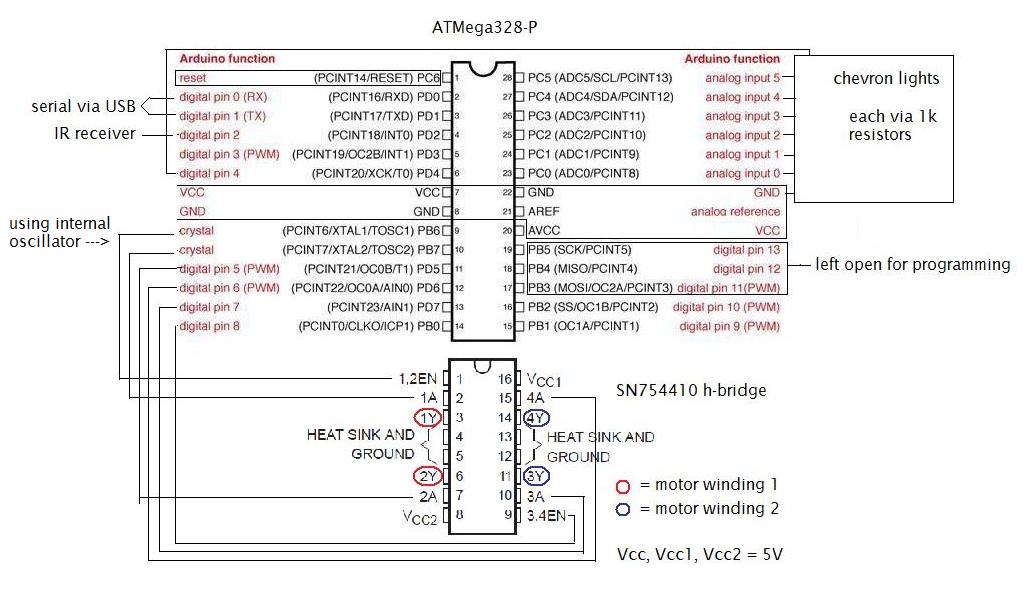 ATMega328-P
Arduino function
Arduino function
reset (PCINT14/RESET) PC6 1 28 PC5 (ADC5/SCL/PCINT13) analog input 5
digital pin 0 (RX) (PCINT16/RXD) PD0 2 27 PC4 (ADC4/SDA/PCINT12) analog input 4
digital pin 1 (TX) (PCINT17/TXD) PD1 3 26 PC3 (ADC3/PCINT11) analog input 3
digital pin 2 (PCINT18/INT0) PD2 4 25 PC2 (ADC2/PCINT10) analog input 2
digital pin 3 (PWM) (PCINT19/OC2B/INT1) PD3 5 24 PC1 (ADC1/PCINT9) analog input 1
digital pin 4 (PCINT20/XCK/T0) PD4 6 23 PC0 (ADC0/PCINT8) analog input 0
VCC VCC 7 22 GND GND
GND GND 8 21 AREF analog reference
crystal (PCINT6/XTAL1/TOSC1) PB6 9 20 AVCC VCC
crystal (PCINT7/XTAL2/TOSC2) PB7 10 19 PB5 (SCK/PCINT5) digital pin 13
digital pin 5 (PWM) (PCINT21/OC0B/T1) PD5 11 18 PB4 (MISO/PCINT4) digital pin 12
digital pin 6 (PWM) (PCINT22/OC0A/AIN0) PD6 12 17 PB3 (MOSI/OC2A/PCINT3) digital pin 11(PWM)
digital pin 7 (PCINT23/AIN1) PD7 13 16 PB2 (SS/OC1B/PCINT2) digital pin 10 (PWM)
digital pin 8 (PCINT0/CLKO/ICP1) PB0 14 15 PB1 (OC1A/PCINT1) digital pin 9 (PWM)
serial via USB
IR receiver
using internal
oscillator --->
chevron lights
each via 1k
resistors
left open for programming
1,2EN 1 16 VCC1
1A 2 15 4A
1Y 3 14 4Y
HEAT SINK AND
GROUND
4 13
5 12
HEAT SINK AND
GROUND
2Y 6 11 3Y
2A 7 10 3A
VCC2 8 9 3.4EN
SN754410 h-bridge
= motor winding 1
= motor winding 2
Vcc, Vcc1, Vcc2 = 5V